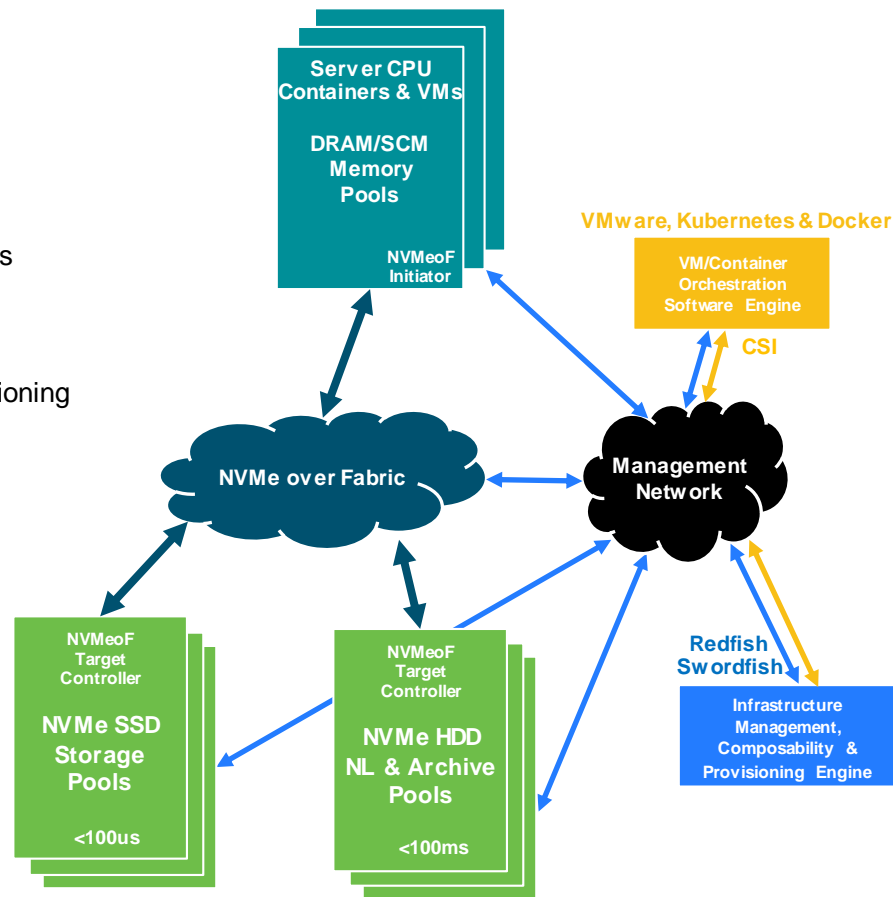 Server CPU
Containers & VMs
DRAM/SCM
Memory
Pools
NVMeoF
Initiator
s
ioning
VMware, Kubernetes & Docker
VM/Container
Orchestration
Software Engine
CSI
NVMe over Fabric
Management
Network
NVMeoF
Target
Controller
NVMe SSD
Storage
Pools
<100us
NVMeoF
Target
Controller
NVMe HDD
NL & Archive
Pools
<100ms
Redfish
Swordfish
Infrastructure
Management,
Composability &
Provisioning Engine